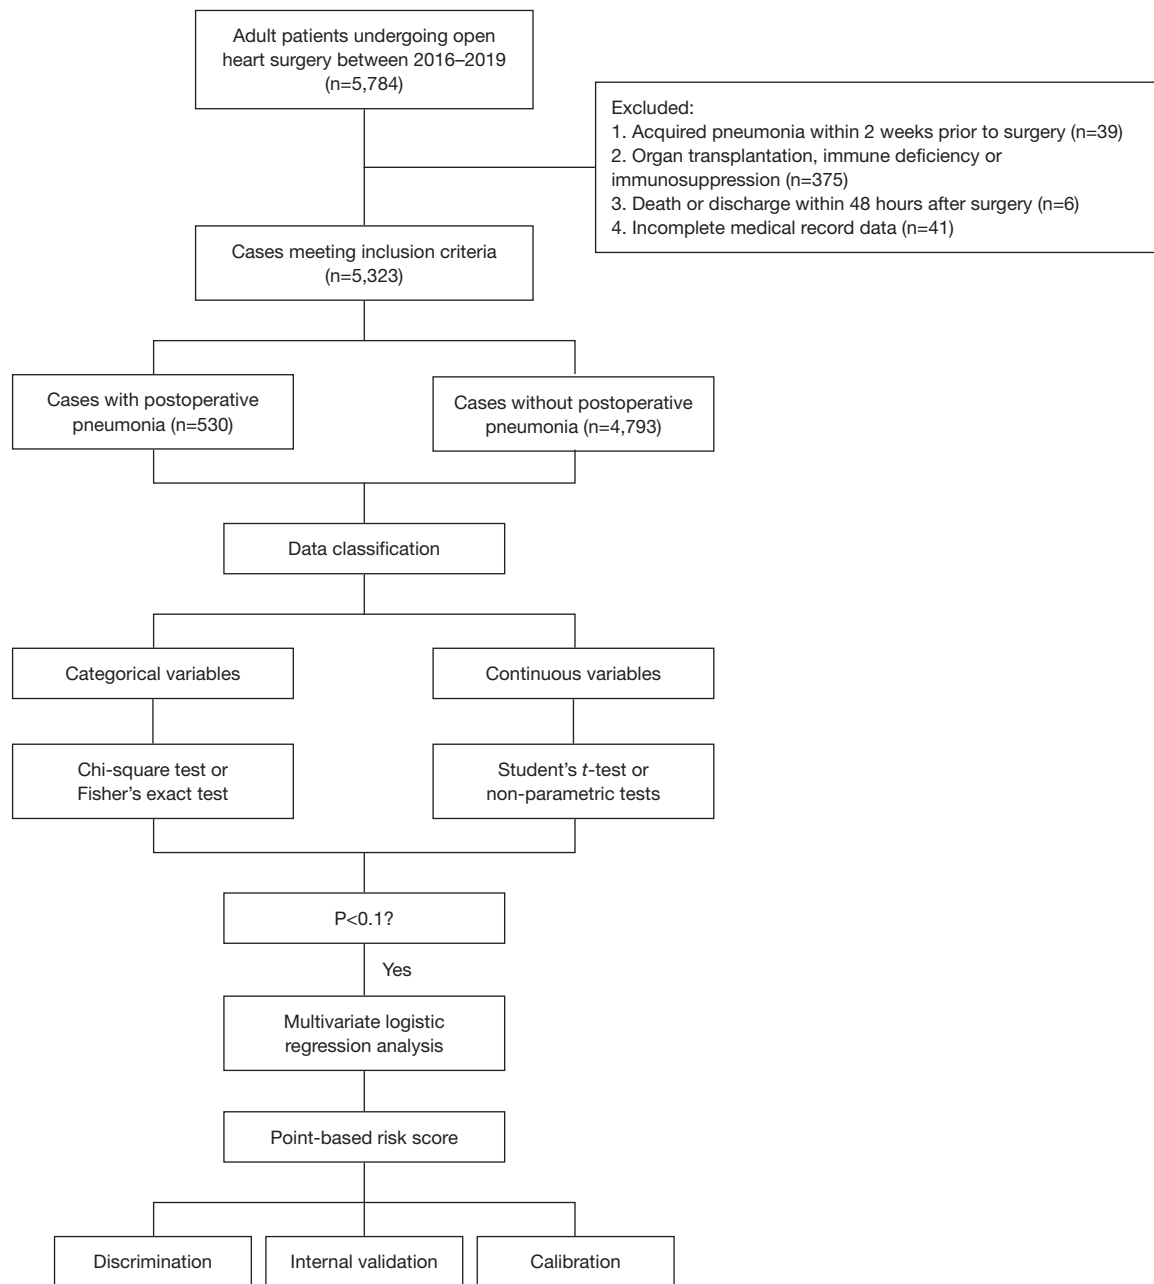 Adult patients undergoing open
heart surgery between 2016–2019
(n=5,784)
Excluded:
1. Acquired pneumonia within 2 weeks prior to surgery (n=39)
2. Organ transplantation, immune deficiency or
immunosuppression (n=375)
3. Death or discharge within 48 hours after surgery (n=6)
4. Incomplete medical record data (n=41)
Cases meeting inclusion criteria
(n=5,323)
Cases with postoperative
pneumonia (n=530)
Cases without postoperative
pneumonia (n=4,793)
Data classification
Categorical variables
Continuous variables
Chi-square test or
Fisher's exact test
Student's t-test or
non-parametric tests
P<0.1?
Yes
Multivariate logistic
regression analysis
Point-based risk score
Discrimination
Internal validation
Calibration